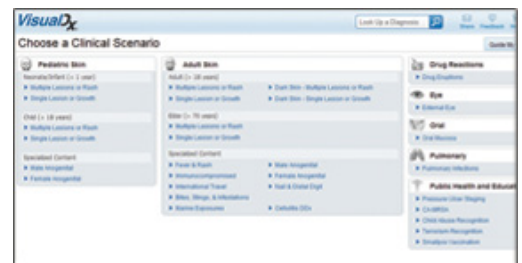 VisualDx
Look Up a Diagnosis
Share Feedback
Choose a Clinical Scenario
Guide Me
Pediatric Skin
Neonate/Infant (< 1 year)
Multiple Lesions or Rash
Single Lesion or Growth
Child (< 18 years)
Multiple Lesions or Rash
Single Lesion or Growth
Specialized Content
Male Anogenital
Female Anogenital
Adult Skin
Adult (> 18 years)
Multiple Lesions or Rash
Single Lesion or Growth
Dark Skin - Multiple Lesions or Rash
Dark Skin - Single Lesion or Growth
Elder (> 70 years)
Multiple Lesions or Rash
Single Lesion or Growth
Specialized Content
Fever & Rash
Immunocompromised
International Travel
Bites, Stings, & Infestations
Marine Exposures
Male Anogenital
Female Anogenital
Nail & Distal Digit
Cellulitis DDx
Drug Reactions
Drug Eruptions
Eye
External Eye
Oral
Oral Mucosa
Pulmonary
Pulmonary Infections
Public Health and Educat
Pressure Ulcer Staging
CA-MRSA
Child Abuse Recognition
Terrorism Recognition
Smallpox Vaccination